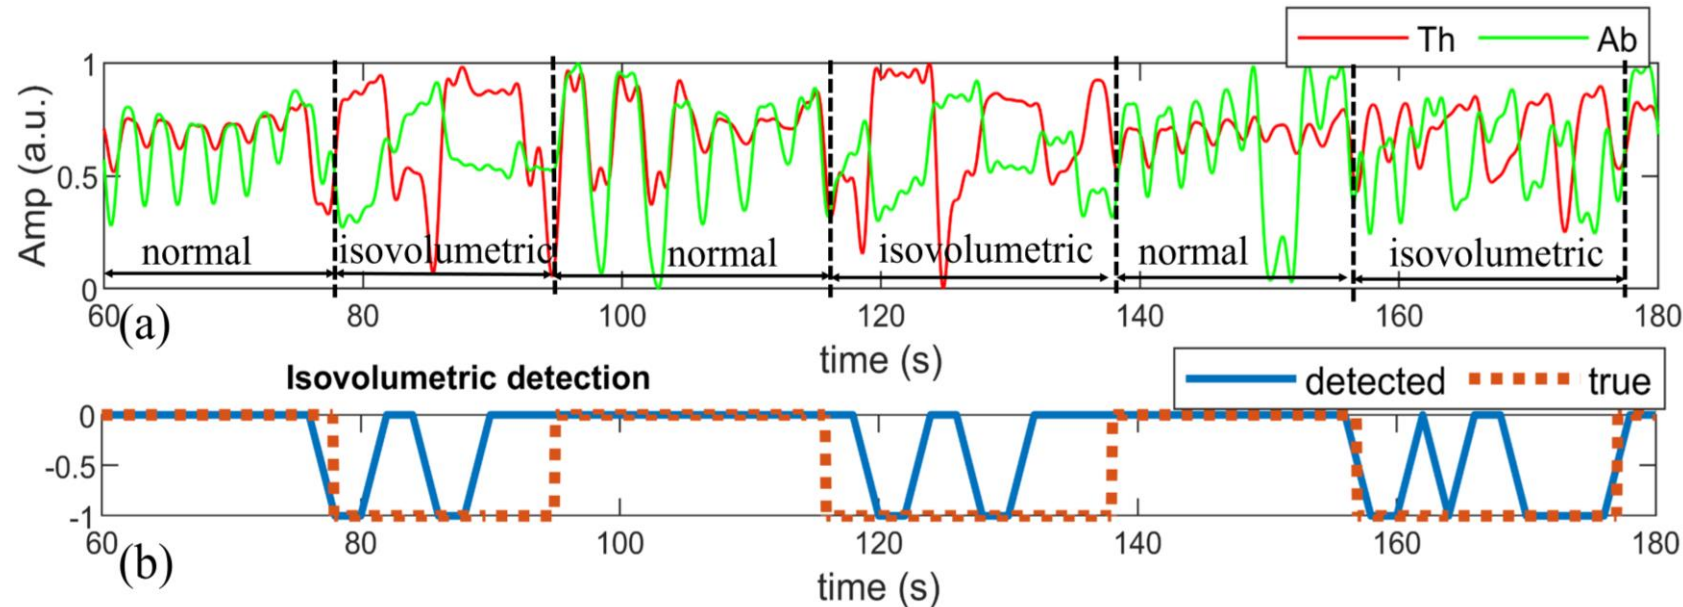 Th Ab
Amp (a.u.)
1
0.5
0
normal isovolumetric normal isovolumetric normal isovolumetric
60 80 100 120 140 160 180
(a)
time (s)
Isovolumetric detection
detected true
0
-0.5
-1
60 80 100 120 140 160 180
(b)
time (s)